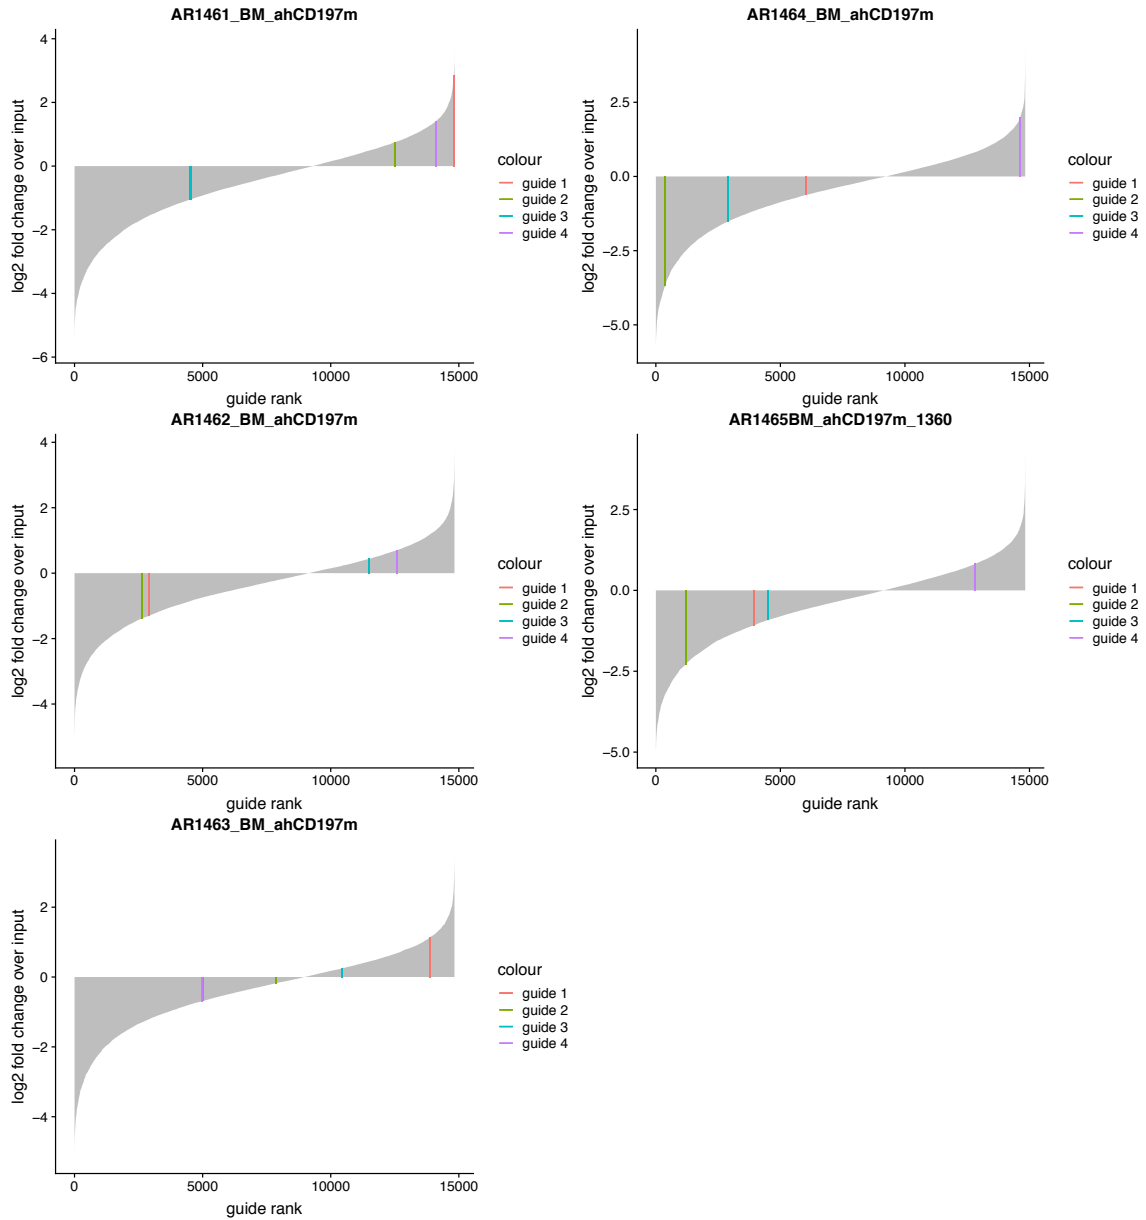 AR1461_BM_ahCD197m
log2 fold change over input
4
2
0
−2
−4
−6
0 5000 10000 15000
guide rank
colour
guide 1
guide 2
guide 3
guide 4
AR1464_BM_ahCD197m
log2 fold change over input
2.5
0.0
−2.5
−5.0
0 5000 10000 15000
guide rank
colour
guide 1
guide 2
guide 3
guide 4
AR1462_BM_ahCD197m
log2 fold change over input
4
2
0
−2
−4
0 5000 10000 15000
guide rank
colour
guide 1
guide 2
guide 3
guide 4
AR1465BM_ahCD197m_1360
log2 fold change over input
2.5
0.0
−2.5
−5.0
0 5000 10000 15000
guide rank
colour
guide 1
guide 2
guide 3
guide 4
AR1463_BM_ahCD197m
log2 fold change over input
2
0
−2
−4
0 5000 10000 15000
guide rank
colour
guide 1
guide 2
guide 3
guide 4